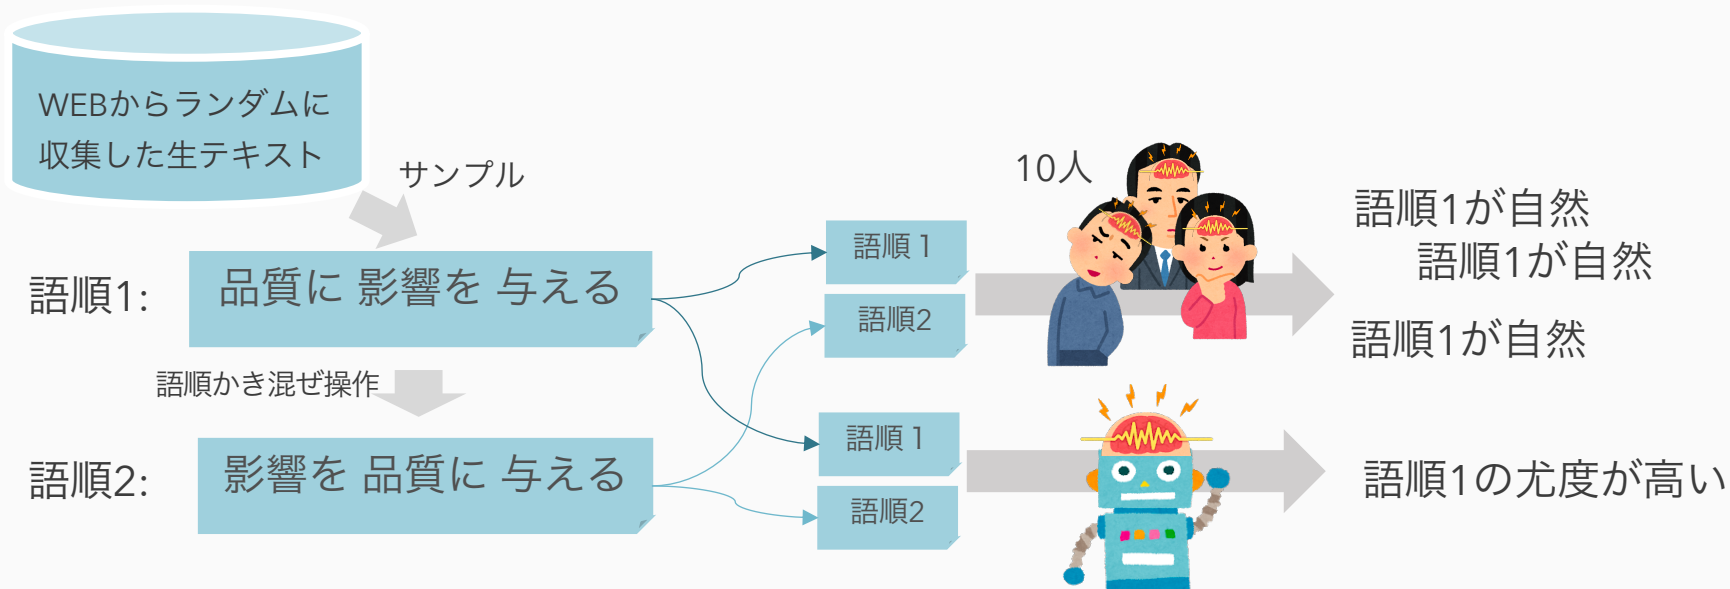 WEBからランダムに
収集した生テキスト
サンプル
語順1:
品質に 影響を 与える
語順かき混ぜ操作
語順2:
影響を 品質に 与える
語順１
語順2
語順１
語順2
10人
語順1が自然
語順1が自然
語順1が自然
語順1の尤度が高い